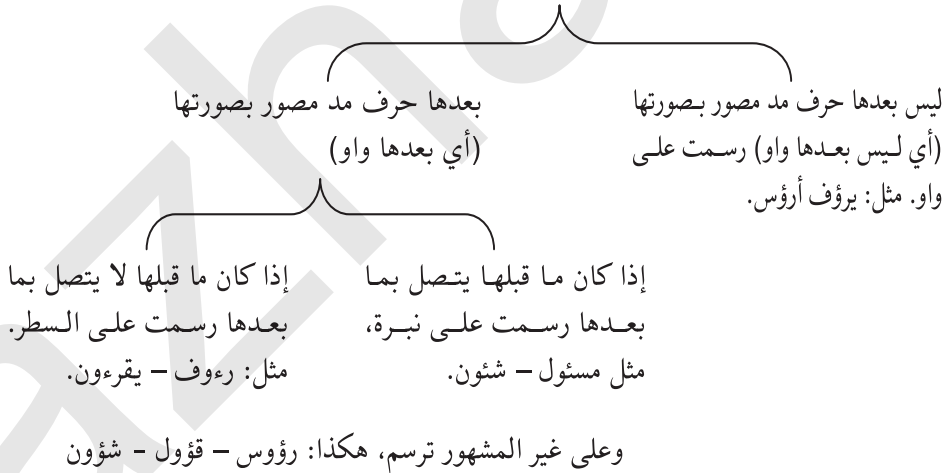 ليس بعدها حرف مد مصور بصورتها
(أي ليس بعدها واو) رسمت على
واو. مثل: يرؤف أرؤس.
بعدها حرف مد مصور بصورتها
(أي بعدها واو)
إذا كان ما قبلها يتصل بما
بعدها رسمت على نبرة،
مثل مسئول – شئون.
إذا كان ما قبلها لا يتصل بما
بعدها رسمت على السطر.
مثل: رءوف – يقرءون.
وعلى غير المشهور ترسم، هكذا: رؤوس – قؤول – شؤون